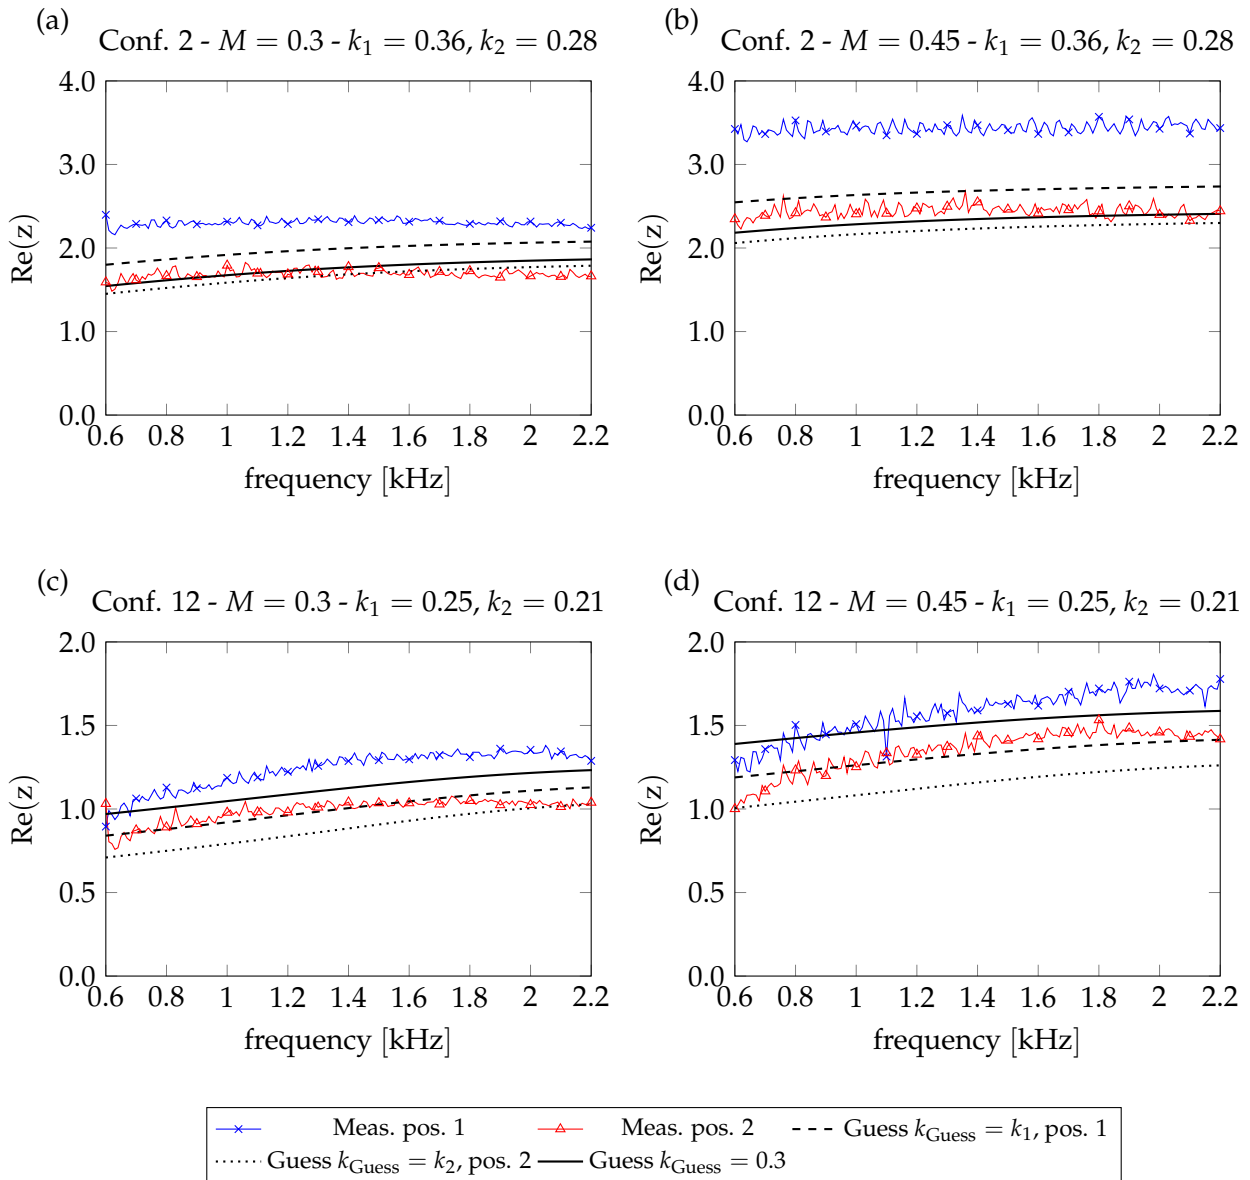 (a)
Conf. 2 - M = 0.3 - k₁ = 0.36, k₂ = 0.28
4.0
3.0
2.0
1.0
0.0
Re(z)
0.6 0.8 1 1.2 1.4 1.6 1.8 2 2.2
frequency [kHz]
(b)
Conf. 2 - M = 0.45 - k₁ = 0.36, k₂ = 0.28
4.0
3.0
2.0
1.0
0.0
Re(z)
0.6 0.8 1 1.2 1.4 1.6 1.8 2 2.2
frequency [kHz]
(c)
Conf. 12 - M = 0.3 - k₁ = 0.25, k₂ = 0.21
2.0
1.5
1.0
0.5
0.0
Re(z)
0.6 0.8 1 1.2 1.4 1.6 1.8 2 2.2
frequency [kHz]
(d)
Conf. 12 - M = 0.45 - k₁ = 0.25, k₂ = 0.21
2.0
1.5
1.0
0.5
0.0
Re(z)
0.6 0.8 1 1.2 1.4 1.6 1.8 2 2.2
frequency [kHz]
Meas. pos. 1 Meas. pos. 2 Guess k_Guess = k₁, pos. 1
Guess k_Guess = k₂, pos. 2 Guess k_Guess = 0.3